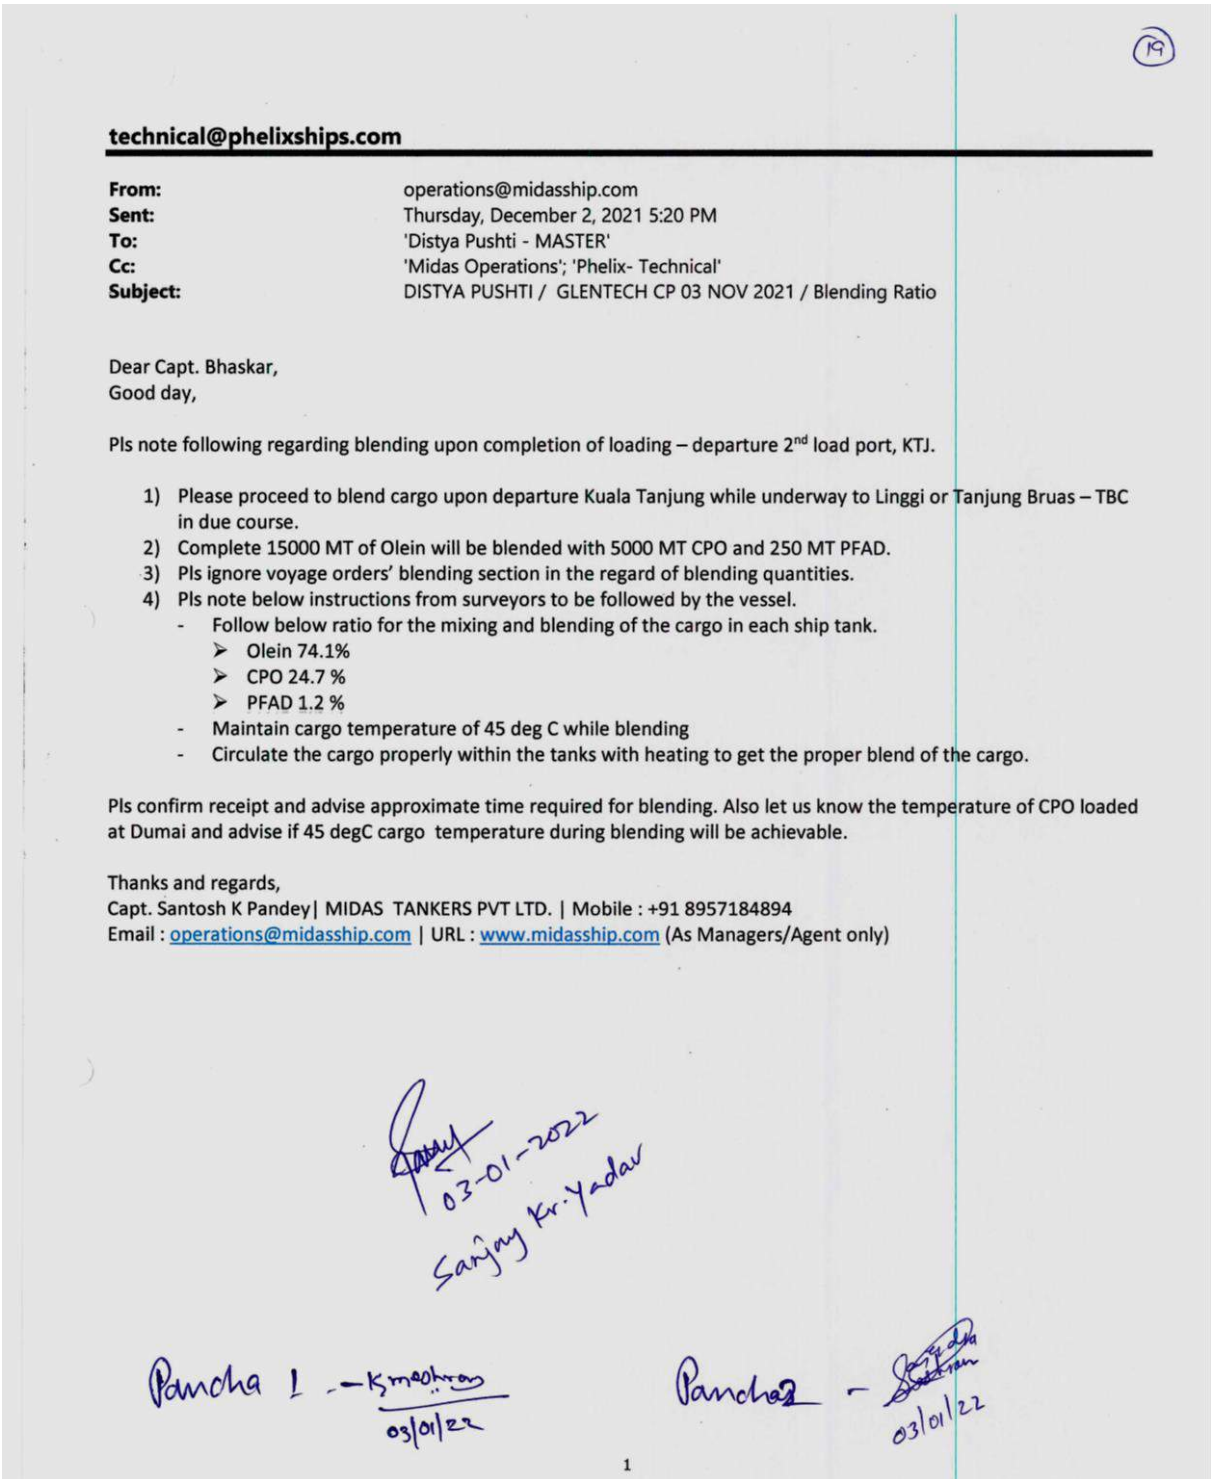 19
technical@phelixships.com
From: operations@midasship.com
Sent: Thursday, December 2, 2021 5:20 PM
To: 'Distya Pushti - MASTER'
Cc: 'Midas Operations'; 'Phelix- Technical'
Subject: DISTYA PUSHTI / GLENTECH CP 03 NOV 2021 / Blending Ratio
Dear Capt. Bhaskar,
Good day,
Pls note following regarding blending upon completion of loading – departure 2nd load port, KTJ.
1) Please proceed to blend cargo upon departure Kuala Tanjung while underway to Linggi or Tanjung Bruas – TBC
in due course.
2) Complete 15000 MT of Olein will be blended with 5000 MT CPO and 250 MT PFAD.
3) Pls ignore voyage orders' blending section in the regard of blending quantities.
4) Pls note below instructions from surveyors to be followed by the vessel.
- Follow below ratio for the mixing and blending of the cargo in each ship tank.
➢ Olein 74.1%
➢ CPO 24.7 %
➢ PFAD 1.2 %
- Maintain cargo temperature of 45 deg C while blending
- Circulate the cargo properly within the tanks with heating to get the proper blend of the cargo.
Pls confirm receipt and advise approximate time required for blending. Also let us know the temperature of CPO loaded
at Dumai and advise if 45 degC cargo temperature during blending will be achievable.
Thanks and regards,
Capt. Santosh K Pandey| MIDAS TANKERS PVT LTD. | Mobile : +91 8957184894
Email : operations@midasship.com | URL : www.midasship.com (As Managers/Agent only)
03-01-2022
Sanjay Kr. Yadav
Pancha 1 -
03/01/22
Pancha 2 -
03/01/22
1